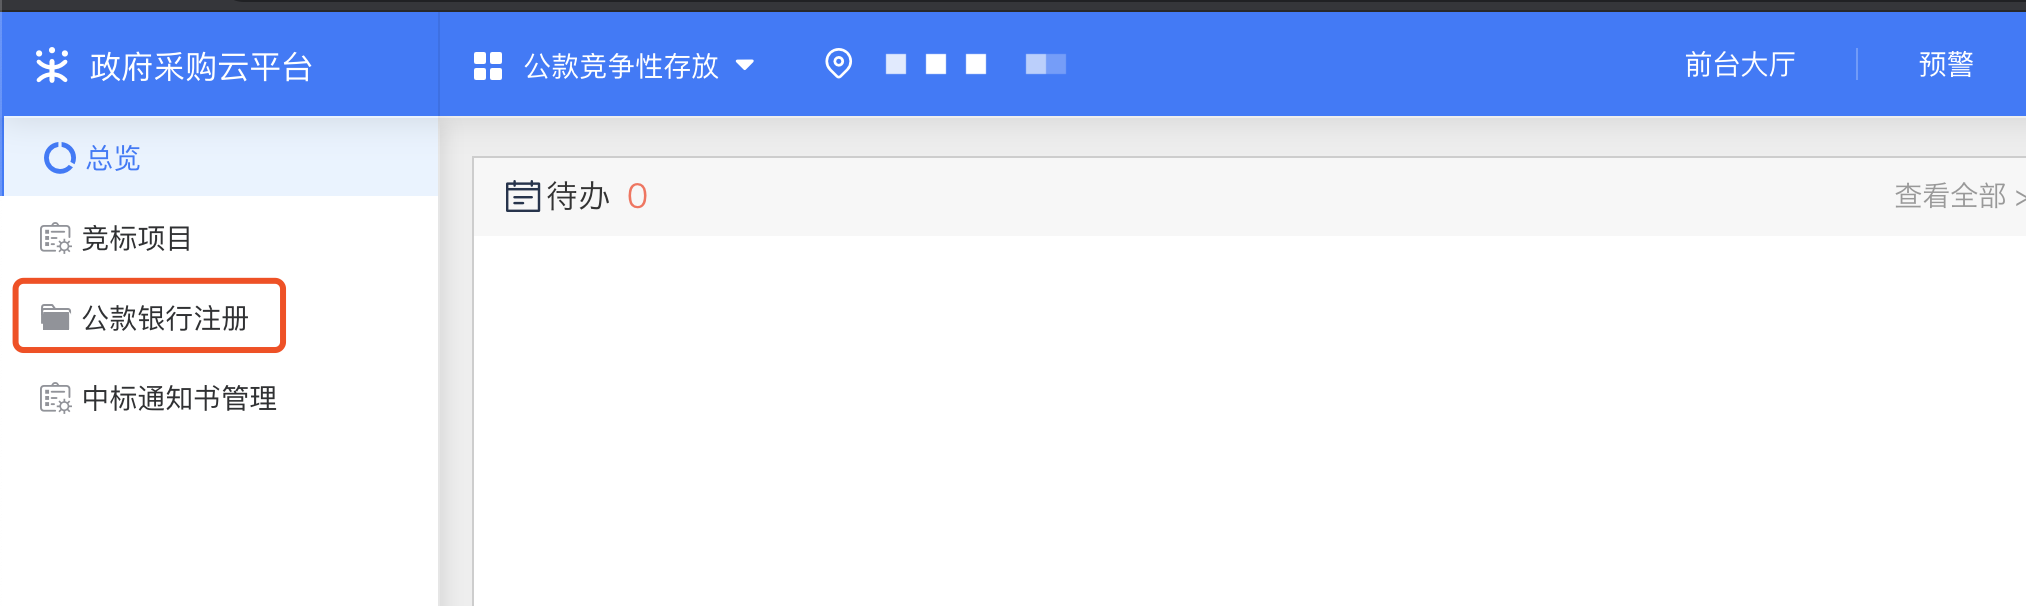 政府采购云平台
公款竞争性存放
前台大厅
预警
总览
竞标项目
公款银行注册
中标通知书管理
待办 0
查看全部 >